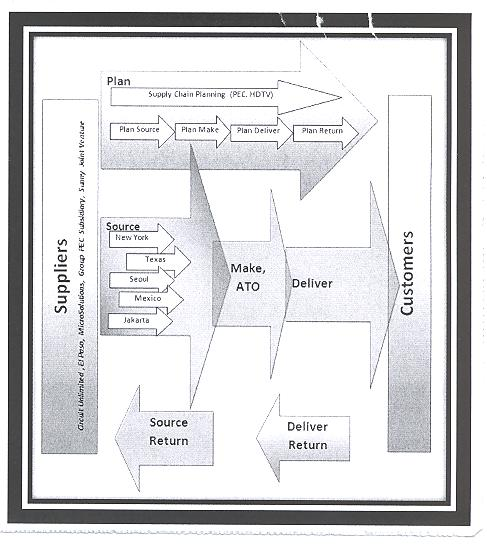 Plan
Supply Chain Planning (PEC, HDTV)
Plan Source
Plan Make
Plan Deliver
Plan Return
Suppliers
Circuit Unlimited, El Paso, MicroSolutions, Group PEC Subsidiary, Sunny Joint Venture
Source
New York
Texas
Seoul
Mexico
Jakarta
Make,
ATO
Deliver
Customers
Source
Return
Deliver
Return